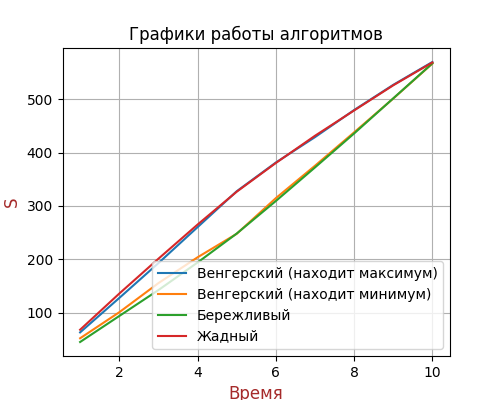 Графики работы алгоритмов
500
400
300
200
100
S
Венгерский (находит максимум)
Венгерский (находит минимум)
Бережливый
Жадный
2 4 6 8 10
Время